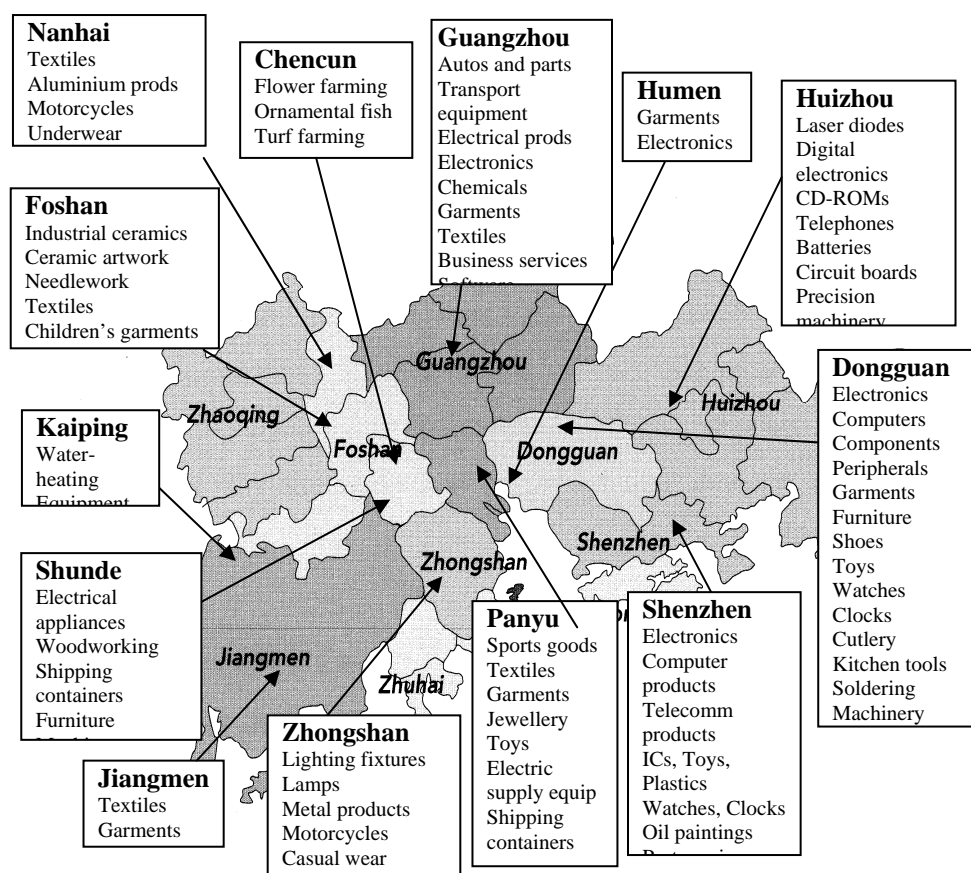 Nanhai
Textiles
Aluminium prods
Motorcycles
Underwear
Chencun
Flower farming
Ornamental fish
Turf farming
Guangzhou
Autos and parts
Transport
equipment
Electrical prods
Electronics
Chemicals
Garments
Textiles
Business services
Software
Humen
Garments
Electronics
Huizhou
Laser diodes
Digital
electronics
CD-ROMs
Telephones
Batteries
Circuit boards
Precision
machinery
Foshan
Industrial ceramics
Ceramic artwork
Needlework
Textiles
Children's garments
Dongguan
Electronics
Computers
Components
Peripherals
Garments
Furniture
Shoes
Toys
Watches
Clocks
Cutlery
Kitchen tools
Soldering
Machinery
Kaiping
Water-
heating
Equipment
Shunde
Electrical
appliances
Woodworking
Shipping
containers
Furniture
Jiangmen
Textiles
Garments
Zhongshan
Lighting fixtures
Lamps
Metal products
Motorcycles
Casual wear
Panyu
Sports goods
Textiles
Garments
Jewellery
Toys
Electric
supply equip
Shipping
containers
Shenzhen
Electronics
Computer
products
Telecomm
products
ICs, Toys,
Plastics
Watches, Clocks
Oil paintings
Guangzhou
Zhaoqing
Huizhou
Foshan
Dongguan
Shenzhen
Zhongshan
Jiangmen
Zhuhai